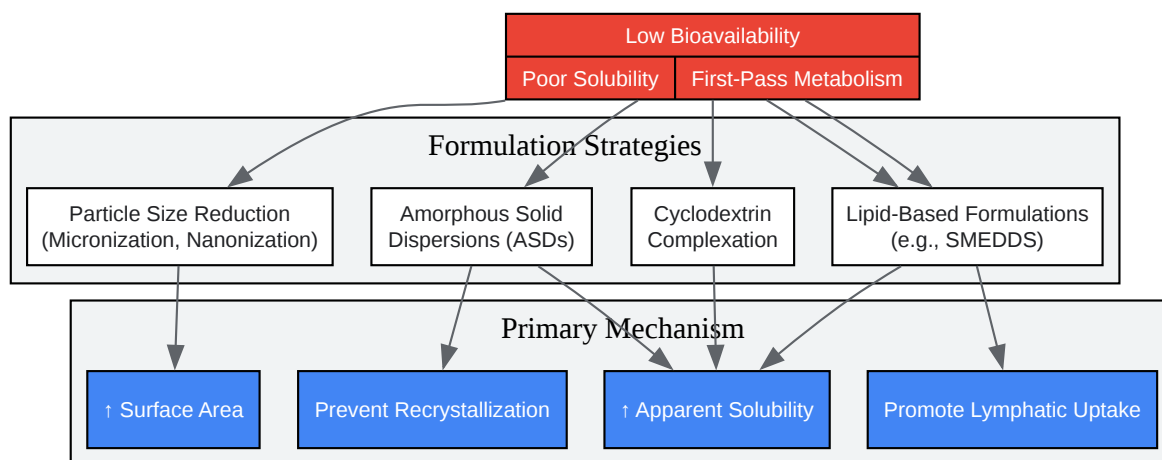 Low Bioavailability
Poor Solubility
First-Pass Metabolism
Formulation Strategies
Particle Size Reduction
(Micronization, Nanonization)
Amorphous Solid
Dispersions (ASDs)
Cyclodextrin
Complexation
Lipid-Based Formulations
(e.g., SMEDDS)
Primary Mechanism
↑ Surface Area
Prevent Recrystallization
↑ Apparent Solubility
Promote Lymphatic Uptake